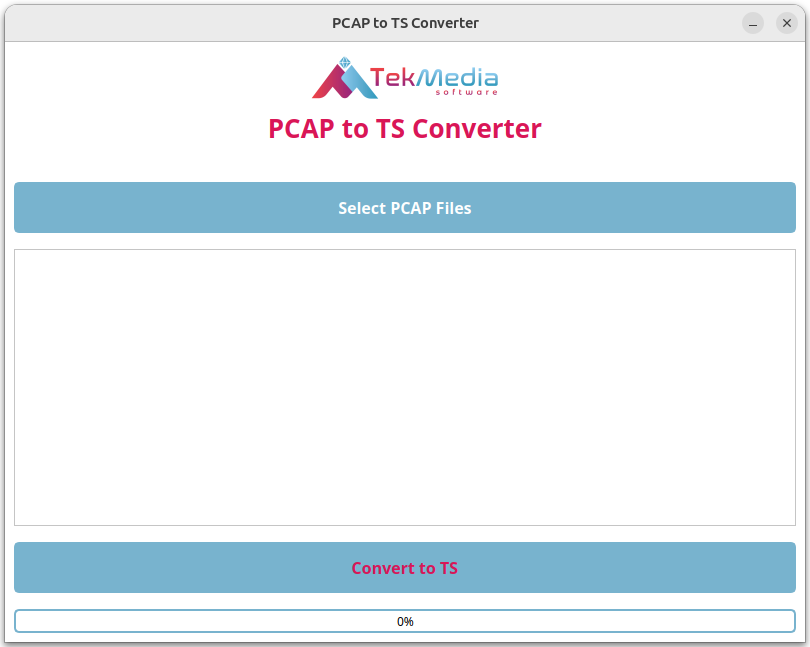 PCAP to TS Converter
TekMedia
software
PCAP to TS Converter
Select PCAP Files
Convert to TS
0%